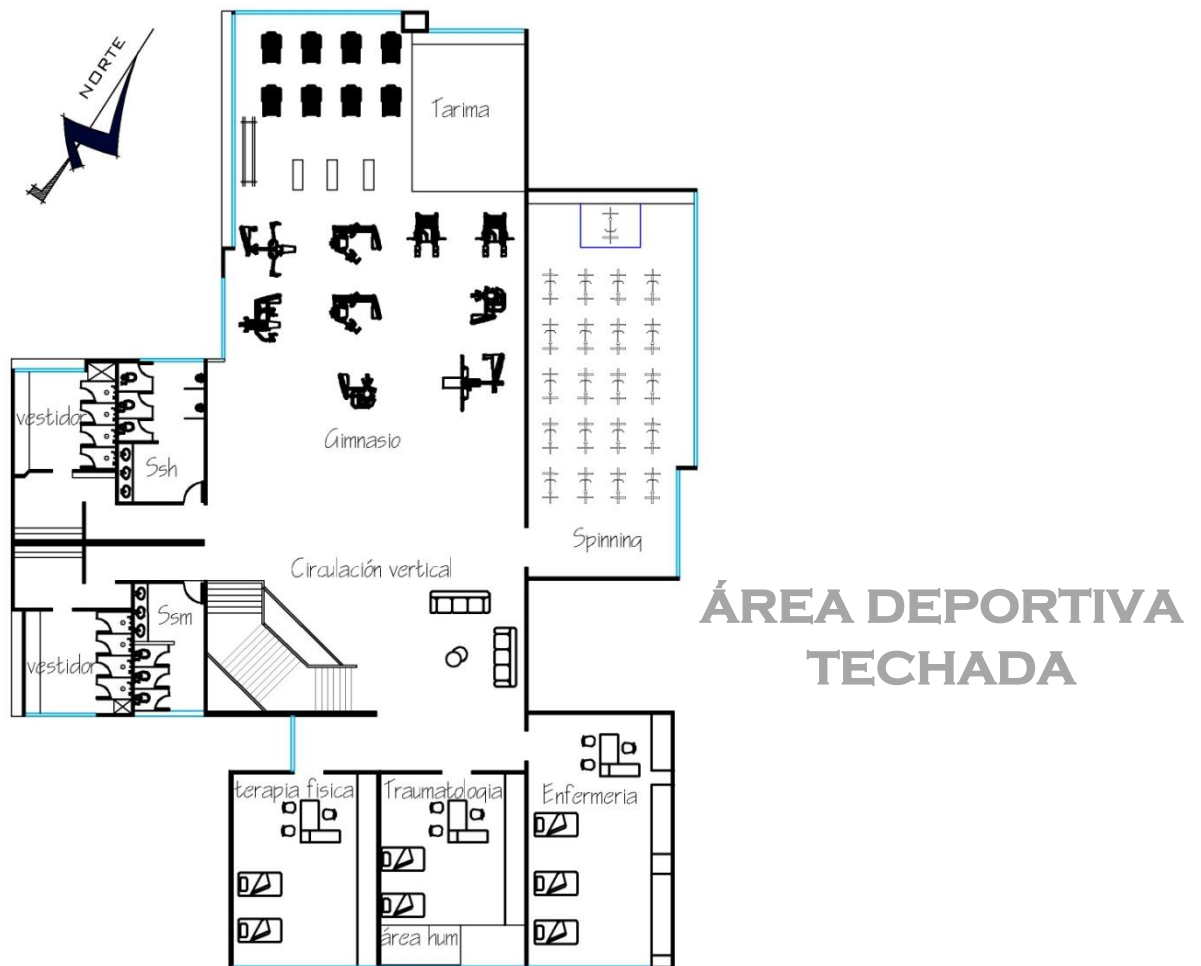 NORTE
Tarima
vestidor
Ssh
Gimnasio
Spinning
Circulación vertical
Ssm
vestidor
ÁREA DEPORTIVA
TECHADA
terapia fisica
Traumatologia
Enfermeria
área hum